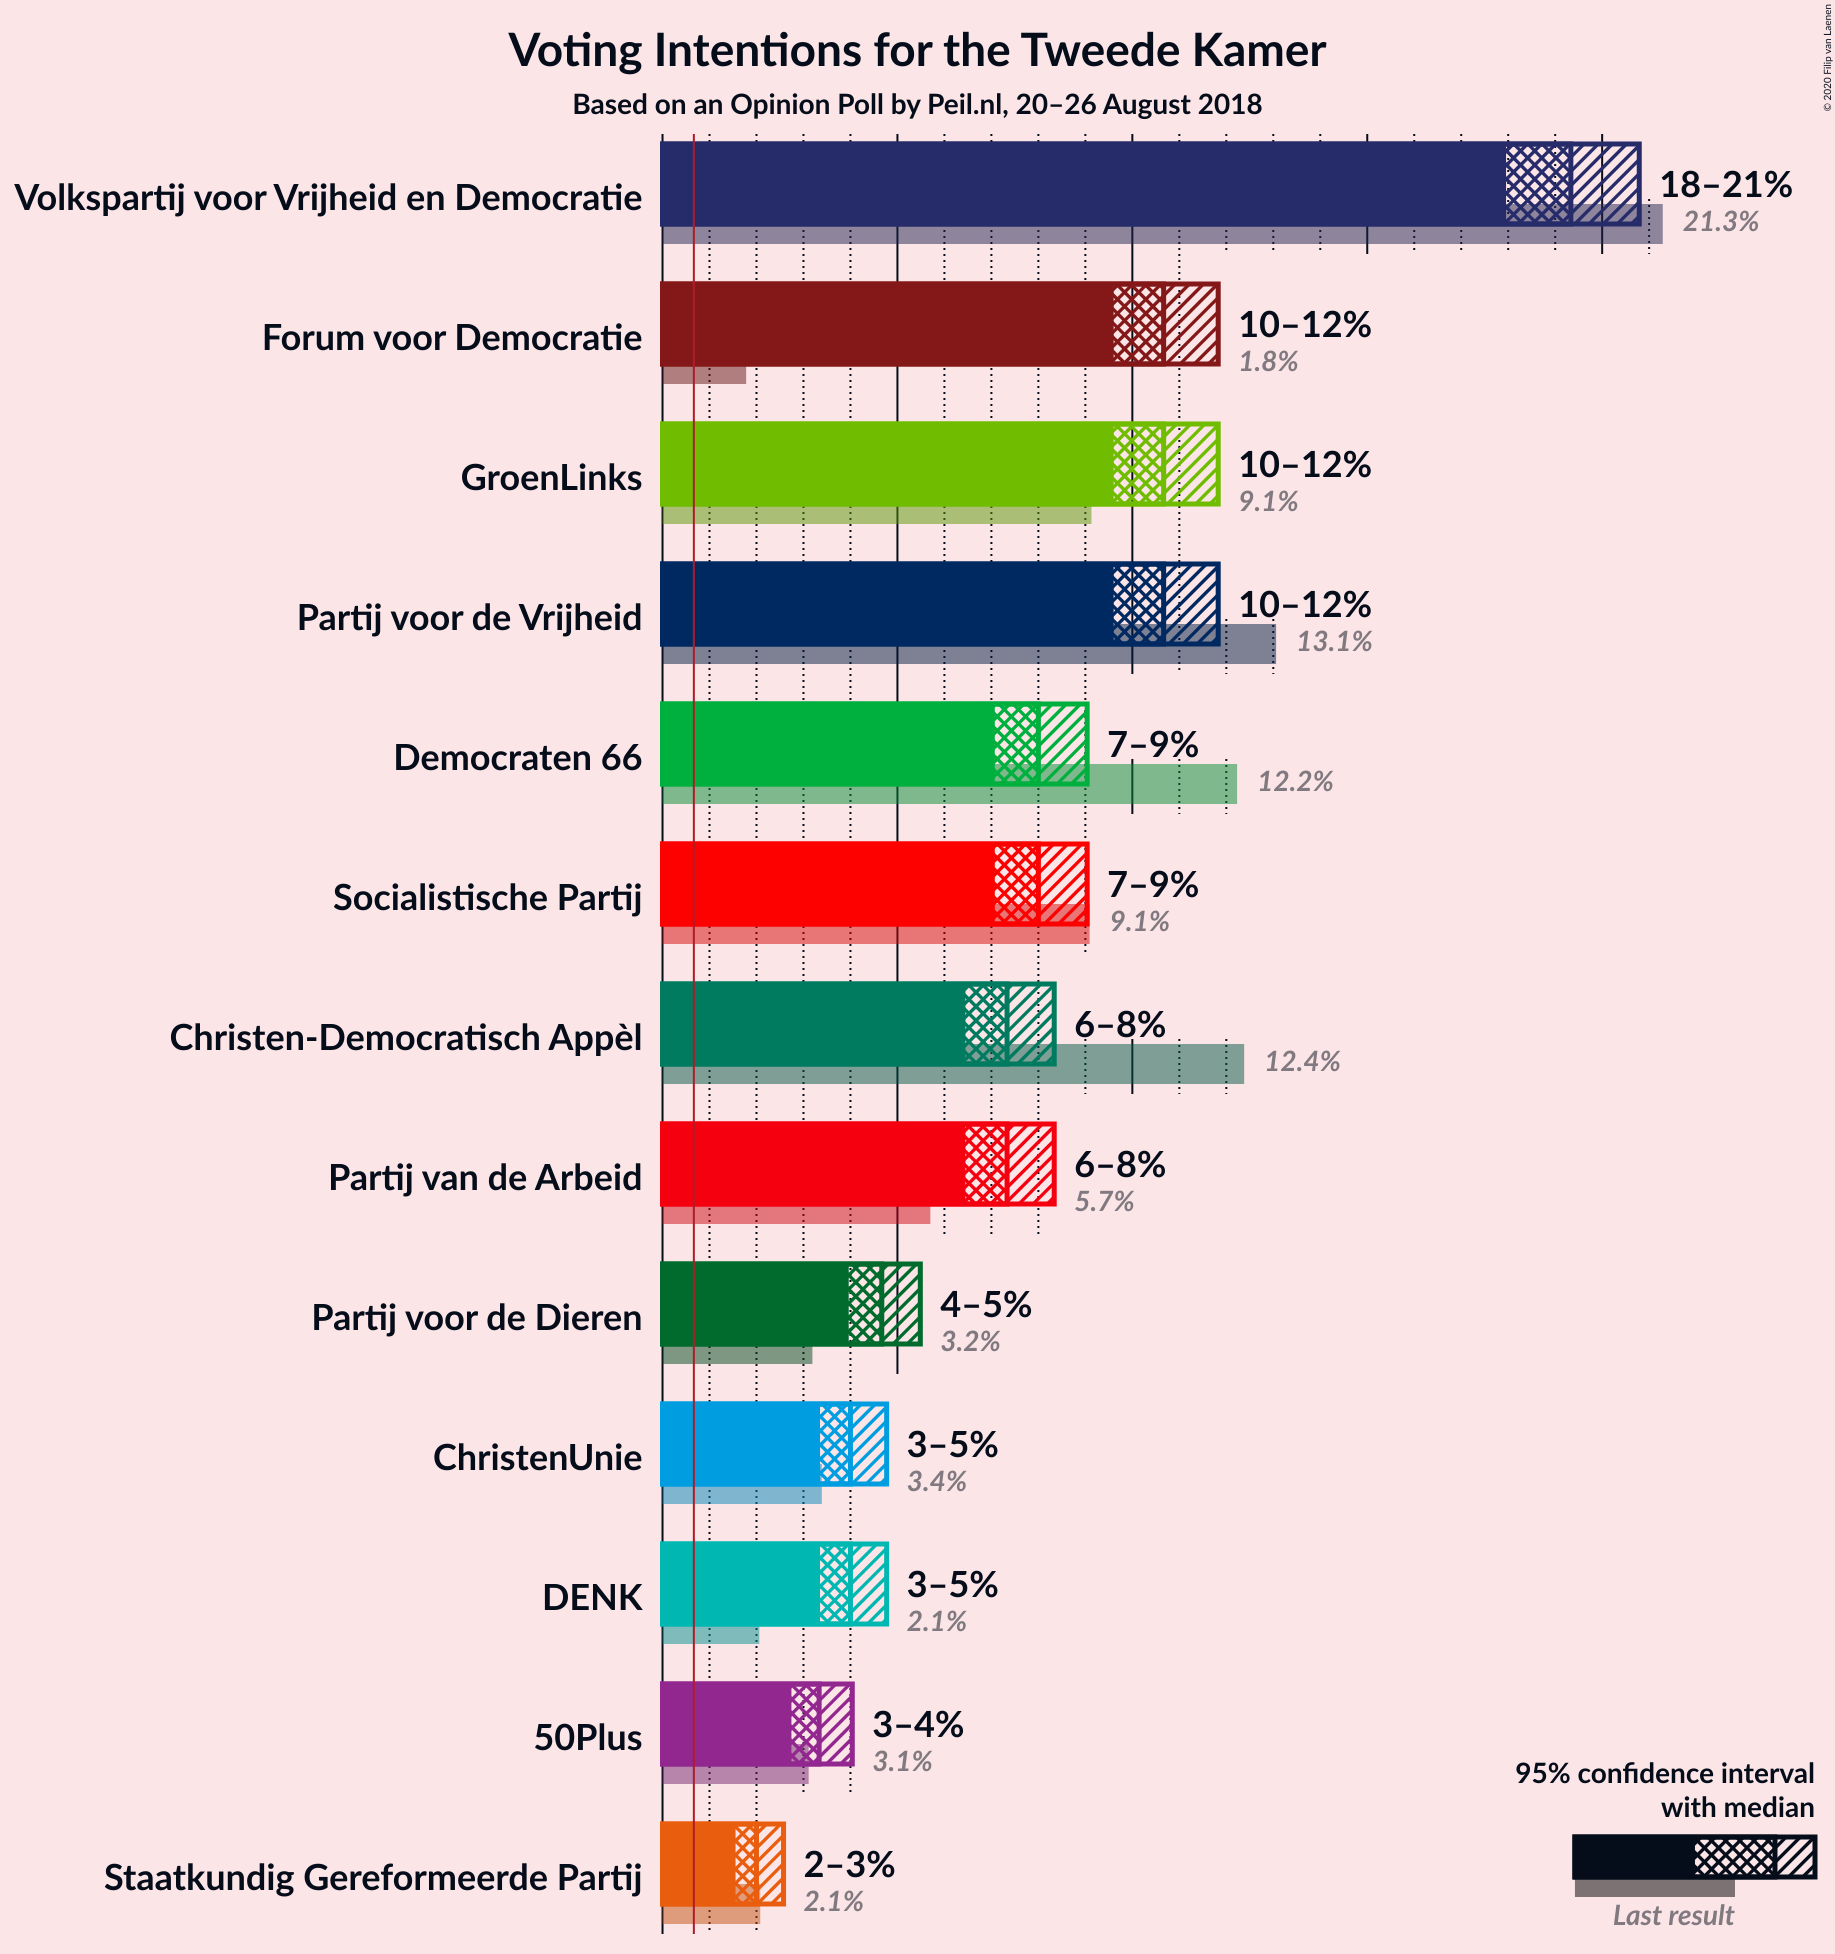 Voting Intentions for the Tweede Kamer
Based on an Opinion Poll by Peil.nl, 20–26 August 2018
© 2020 Filip van Laenen
Volkspartij voor Vrijheid en Democratie
18–21%
21.3%
Forum voor Democratie
10–12%
1.8%
GroenLinks
10–12%
9.1%
Partij voor de Vrijheid
10–12%
13.1%
Democraten 66
7–9%
12.2%
Socialistische Partij
7–9%
9.1%
Christen-Democratisch Appèl
6–8%
12.4%
Partij van de Arbeid
6–8%
5.7%
Partij voor de Dieren
4–5%
3.2%
ChristenUnie
3–5%
3.4%
DENK
3–5%
2.1%
50Plus
3–4%
3.1%
Staatkundig Gereformeerde Partij
2–3%
2.1%
95% confidence interval
with median
Last result